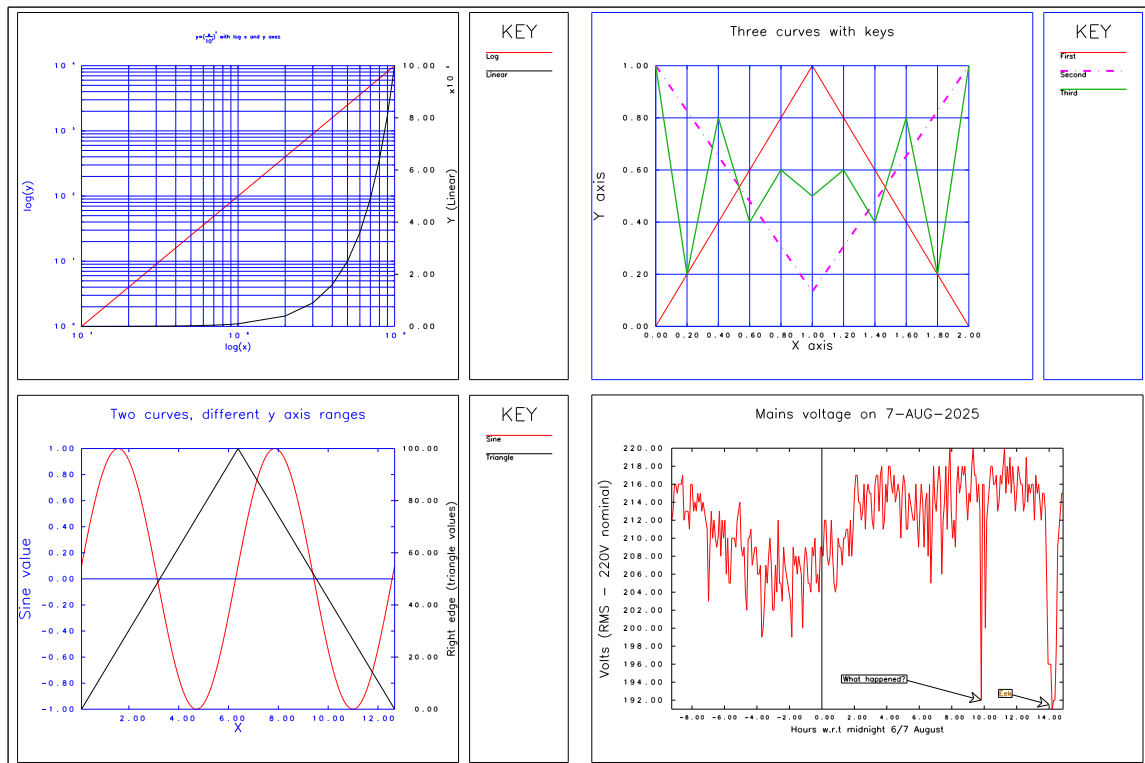 y=(x/10)² with log x and y axes
KEY
Log
Linear
10
10
10
10
10
log(y)
10
10
10
log(x)
x10
10.00
8.00
6.00
4.00
2.00
0.00
Y (Linear)
Three curves with keys
KEY
First
Second
Third
1.00
0.80
0.60
0.40
0.20
0.00
Y axis
0.00 0.20 0.40 0.60 0.80 1.00 1.20 1.40 1.60 1.80 2.00
X axis
Two curves, different y axis ranges
KEY
Sine
Triangle
1.00
0.80
0.60
0.40
0.20
0.00
-0.20
-0.40
-0.60
-0.80
-1.00
Sine value
2.00 4.00 6.00 8.00 10.00 12.00
X
100.00
80.00
60.00
40.00
20.00
0.00
Right edge (triangle values)
Mains voltage on 7-AUG-2025
220.00
218.00
216.00
214.00
212.00
210.00
208.00
206.00
204.00
202.00
200.00
198.00
196.00
194.00
192.00
Volts (RMS - 220V nominal)
What happened?
Eek
-8.00 -6.00 -4.00 -2.00 0.00 2.00 4.00 6.00 8.00 10.00 12.00 14.00
Hours w.r.t midnight 6/7 August